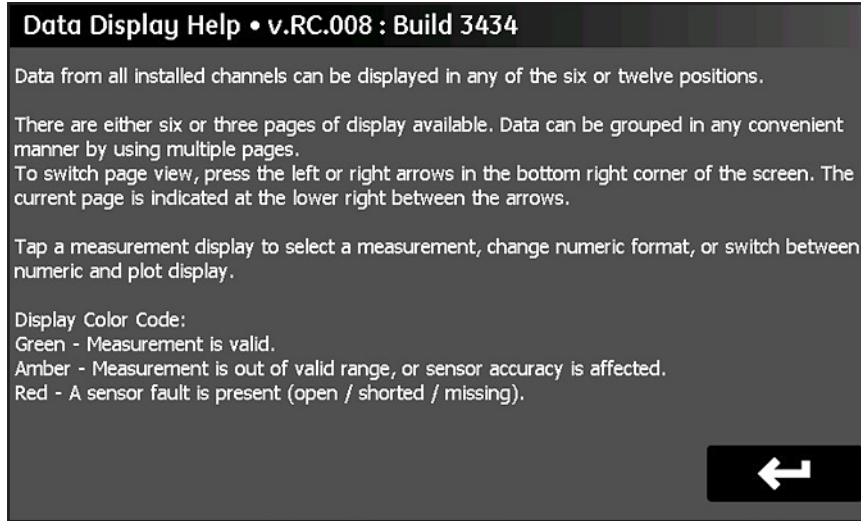 Data Display Help • v.RC.008 : Build 3434
Data from all installed channels can be displayed in any of the six or twelve positions.
There are either six or three pages of display available. Data can be grouped in any convenient
manner by using multiple pages.
To switch page view, press the left or right arrows in the bottom right corner of the screen. The
current page is indicated at the lower right between the arrows.
Tap a measurement display to select a measurement, change numeric format, or switch between
numeric and plot display.
Display Color Code:
Green - Measurement is valid.
Amber - Measurement is out of valid range, or sensor accuracy is affected.
Red - A sensor fault is present (open / shorted / missing).